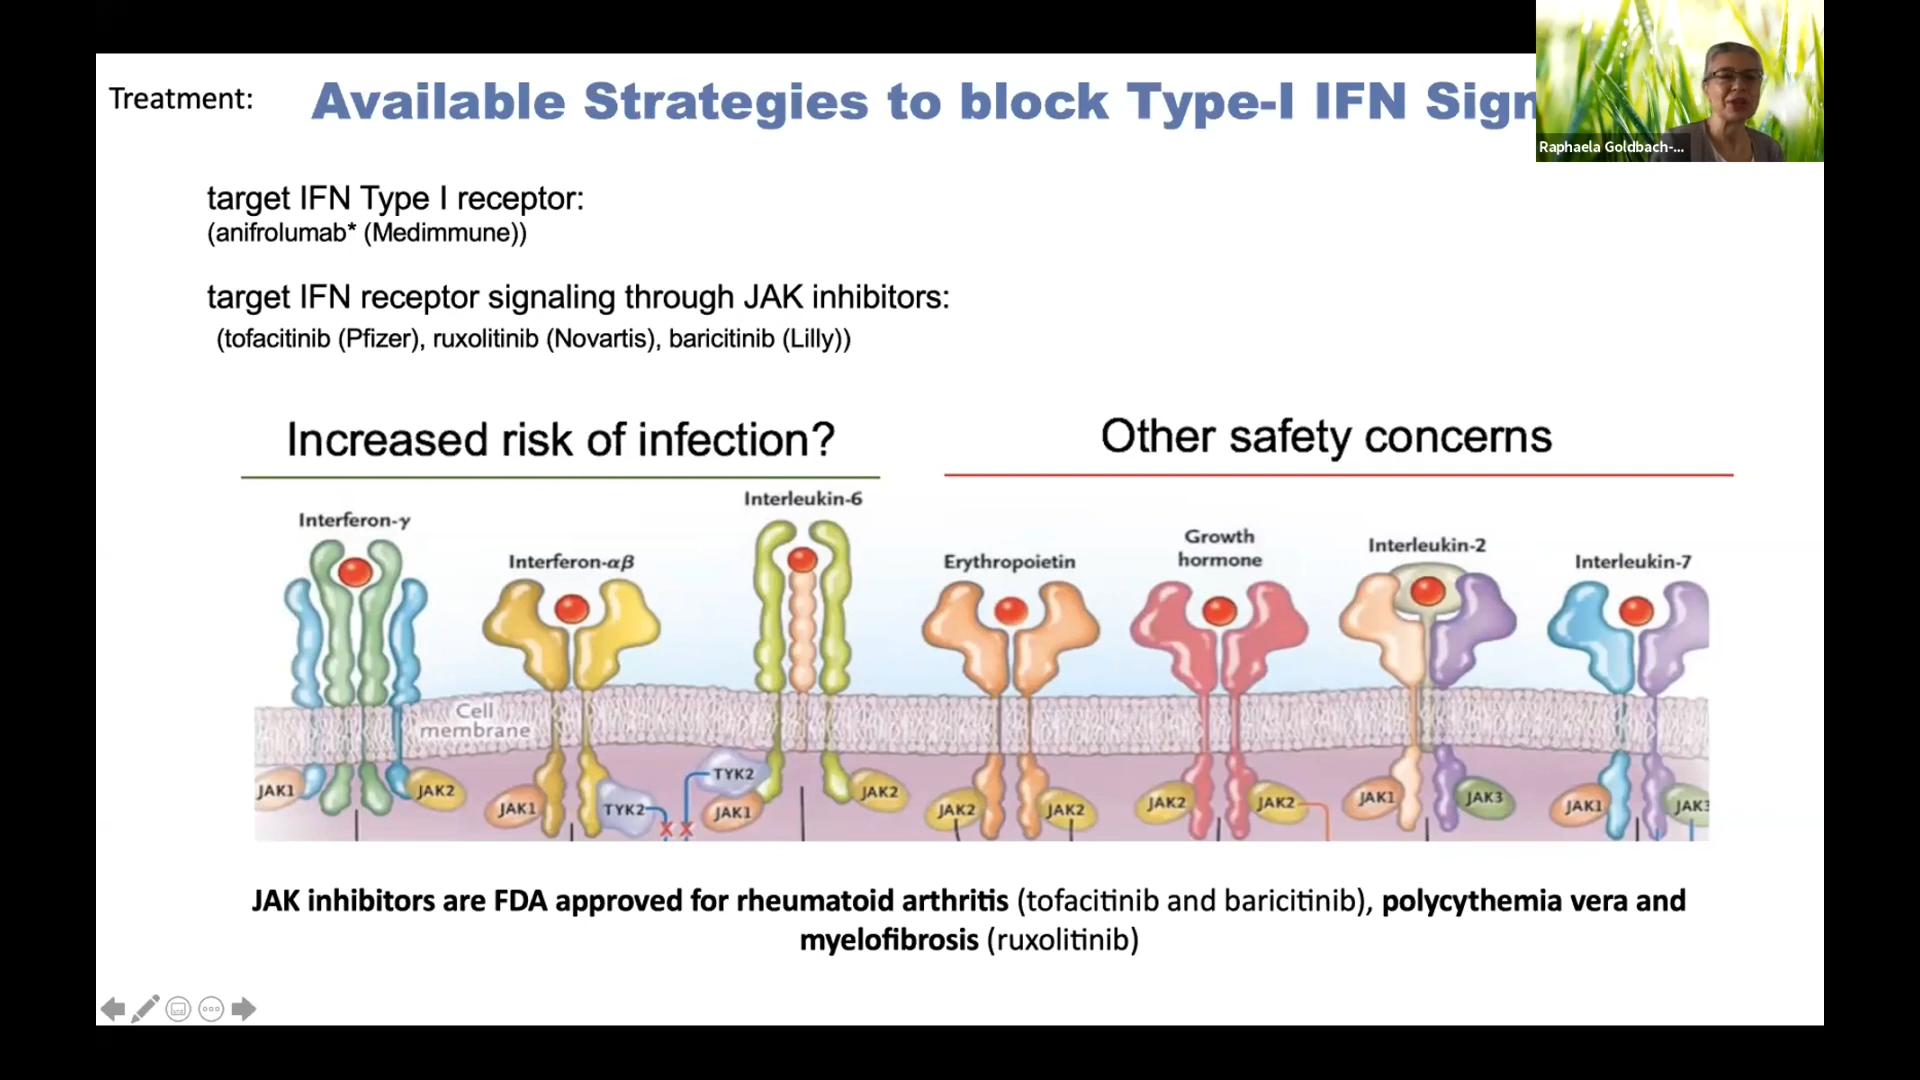 Treatment:
Available Strategies to block Type-I IFN Sign
Raphaela Goldbach-...
target IFN Type I receptor:
(anifrolumab* (Medimmune))
target IFN receptor signaling through JAK inhibitors:
(tofacitinib (Pfizer), ruxolitinib (Novartis), baricitinib (Lilly))
Increased risk of infection?
Other safety concerns
Interferon-γ
Interferon-αβ
Interleukin-6
Erythropoietin
Growth
hormone
Interleukin-2
Interleukin-7
Cell
membrane
JAK1
JAK2
JAK1
TYK2
TYK2
JAK1
JAK2
JAK2
JAK2
JAK2
JAK2
JAK1
JAK3
JAK1
JAK3
JAK inhibitors are FDA approved for rheumatoid arthritis (tofacitinib and baricitinib), polycythemia vera and
myelofibrosis (ruxolitinib)